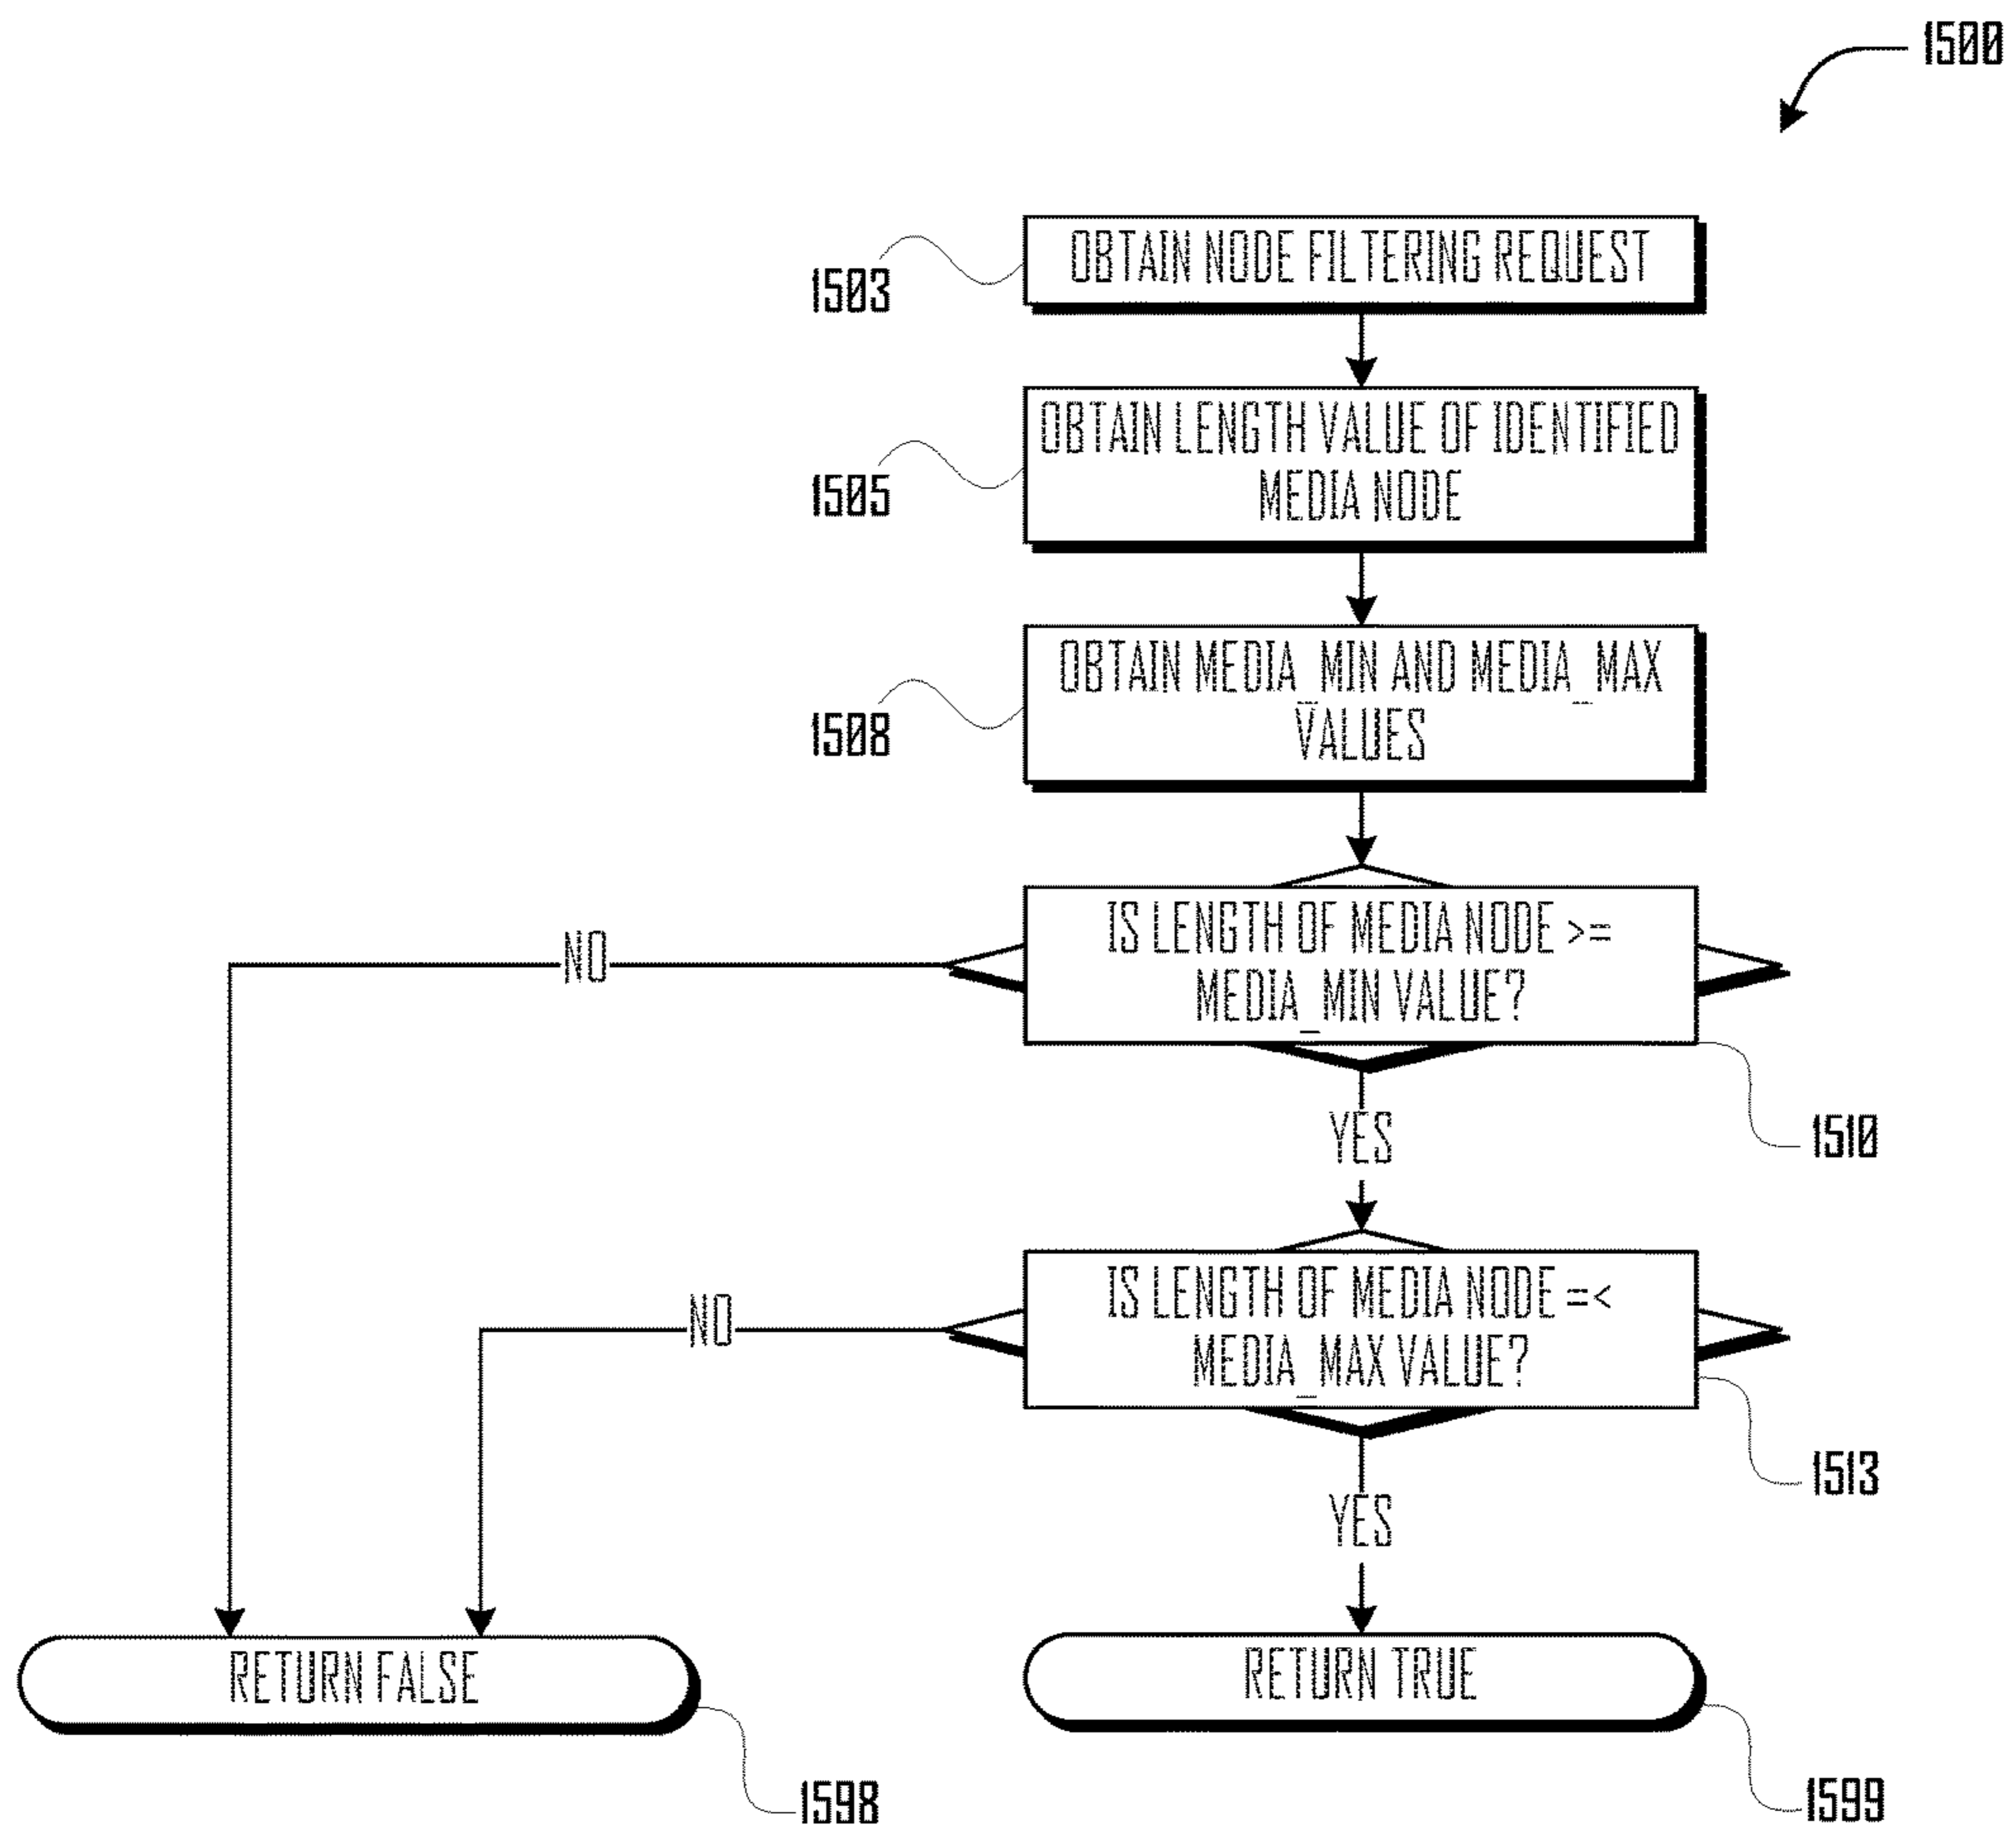 1500
OBTAIN NODE FILTERING REQUEST
1503
OBTAIN LENGTH VALUE OF IDENTIFIED
MEDIA NODE
1505
OBTAIN MEDIA_MIN AND MEDIA_MAX
VALUES
1508
IS LENGTH OF MEDIA NODE >=
MEDIA_MIN VALUE?
NO
YES
1510
IS LENGTH OF MEDIA NODE =<
MEDIA_MAX VALUE?
NO
YES
1513
RETURN FALSE
RETURN TRUE
1598
1599